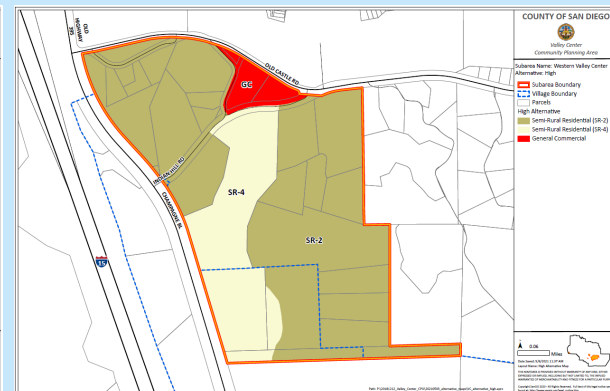 COUNTY OF SAN DIEGO
Valley Center
Community Planning Area
Subarea Name: Western Valley Center
Alternative: High
Subarea Boundary
Village Boundary
Parcels
High Alternative
Semi-Rural Residential (SR-2)
Semi-Rural Residential (SR-4)
General Commercial
OLD
HIGHWAY
395
OLD CASTLE RD
GC
INDIAN HILL RD
SR-4
CHAMPAGNE BL
SR-2
15
0.06
Miles